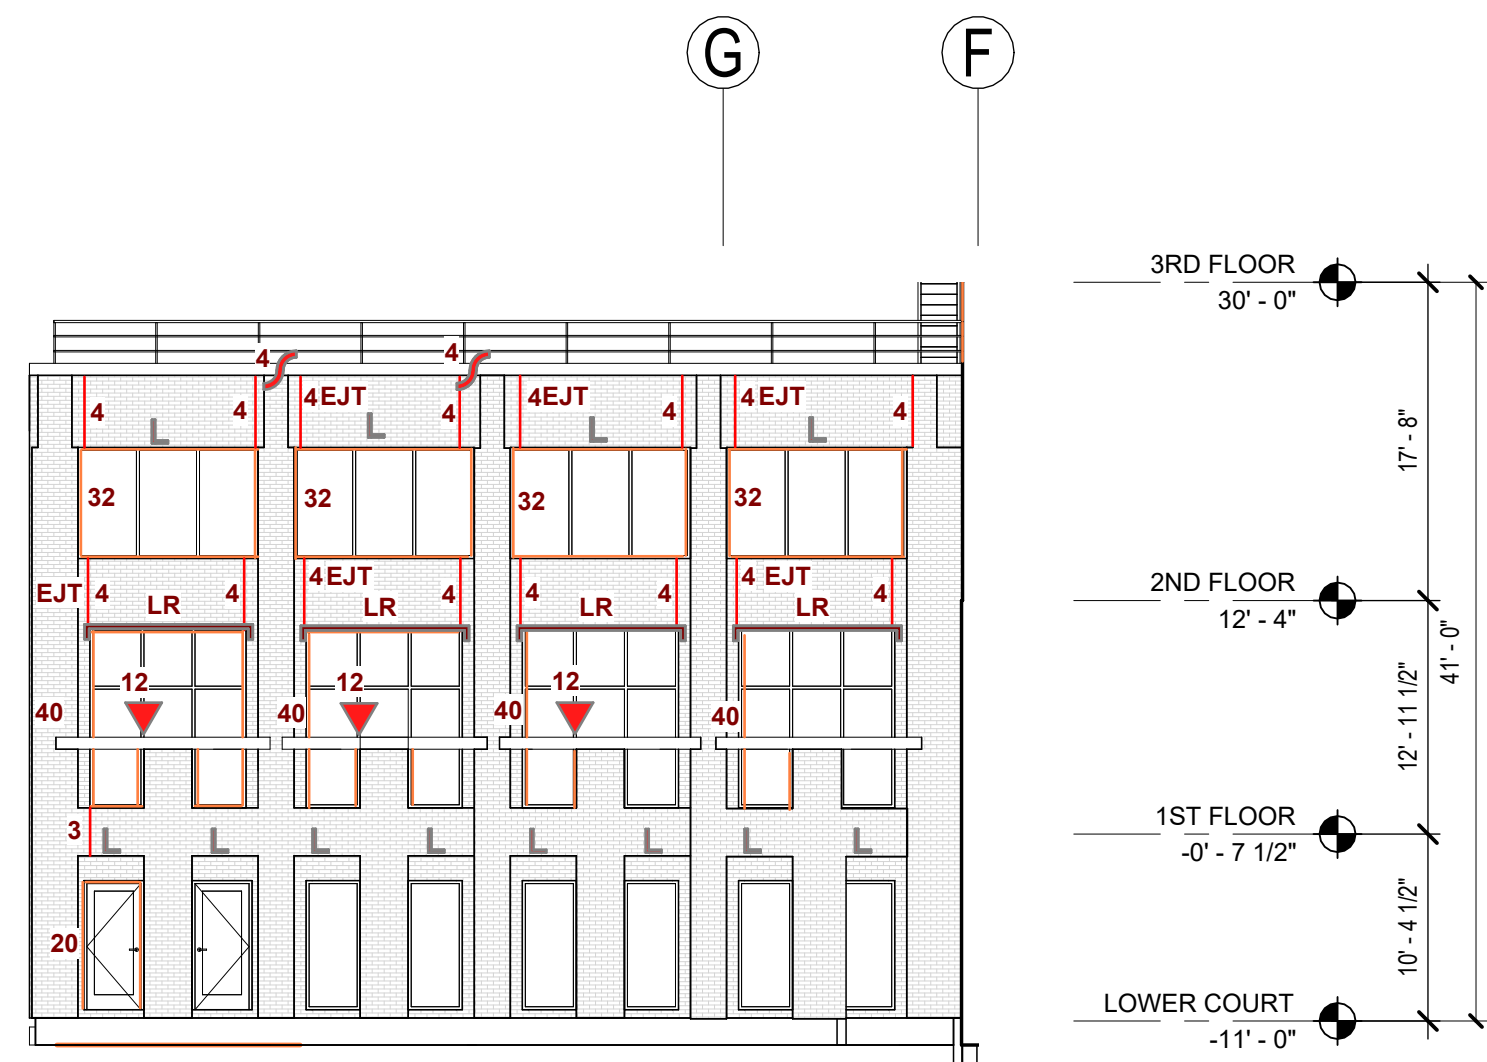 G F
3RD FLOOR
30' - 0"
4 4
4 4 4EJT 4 4EJT 4 4 EJT 4
L L L L
17' - 8"
32 32 32 32
2ND FLOOR
12' - 4"
EJT 4 4 4EJT 4 4 4 4 EJT 4
LR LR LR LR
41' - 0"
12 12 12
40 40 40 40
12' - 11 1/2"
1ST FLOOR
-0' - 7 1/2"
3 L L L L L L L L
20
10' - 4 1/2"
LOWER COURT
-11' - 0"